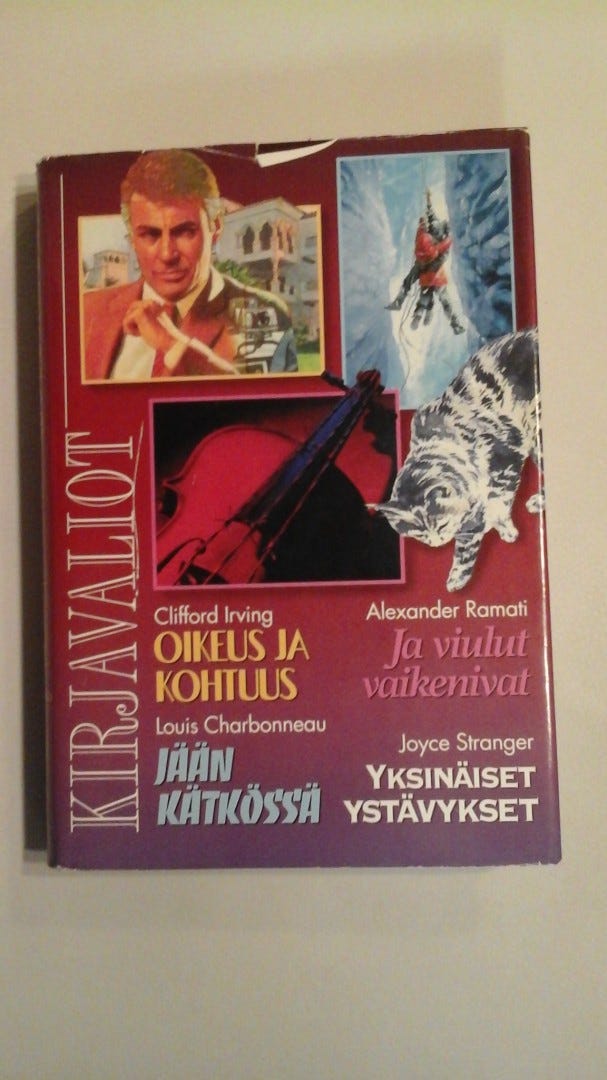 KIRJAVALIOT
Clifford Irving
OIKEUS JA
KOHTUUS
Alexander Ramati
Ja viulut
vaikenivat
Louis Charbonneau
JÄÄN
KÄTKÖSSÄ
Joyce Stranger
YKSINÄISET
YSTÄVYKSET